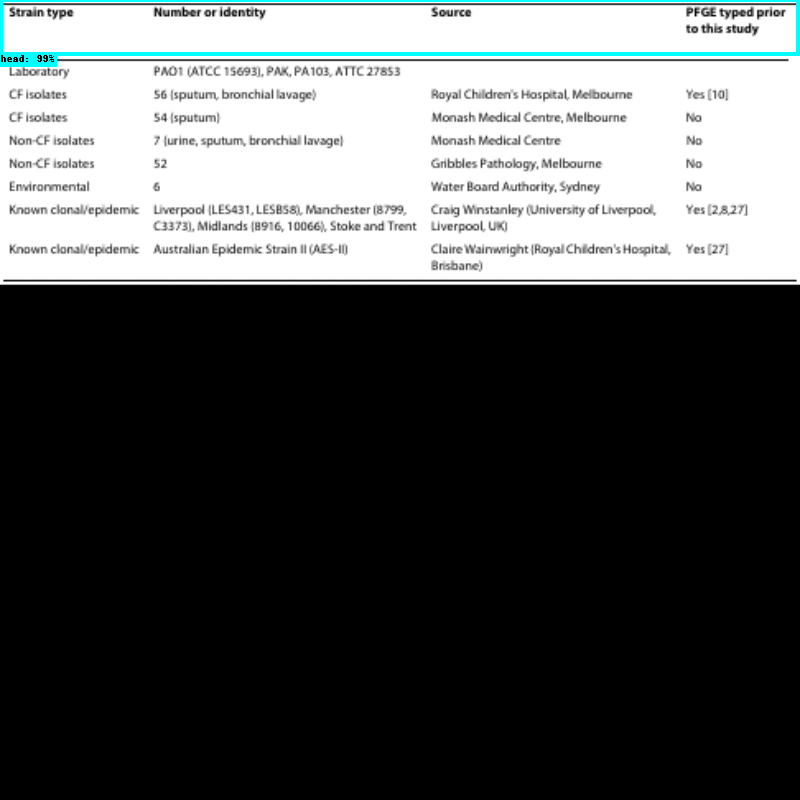 Strain type Number or identity Source PFGE typed prior
to this study
head: 99%
Laboratory PAO1 (ATCC 15693), PAK, PA103, ATTC 27853
CF isolates 56 (sputum, bronchial lavage) Royal Children's Hospital, Melbourne Yes [10]
CF isolates 54 (sputum) Monash Medical Centre, Melbourne No
Non-CF isolates 7 (urine, sputum, bronchial lavage) Monash Medical Centre No
Non-CF isolates 52 Gribbles Pathology, Melbourne No
Environmental 6 Water Board Authority, Sydney No
Known clonal/epidemic Liverpool (LES431, LESB58), Manchester (8799, Craig Winstanley (University of Liverpool, Yes [2,8,27]
C3373), Midlands (8916, 10066), Stoke and Trent Liverpool, UK)
Known clonal/epidemic Australian Epidemic Strain II (AES-II) Claire Wainwright (Royal Children's Hospital, Yes [27]
Brisbane)